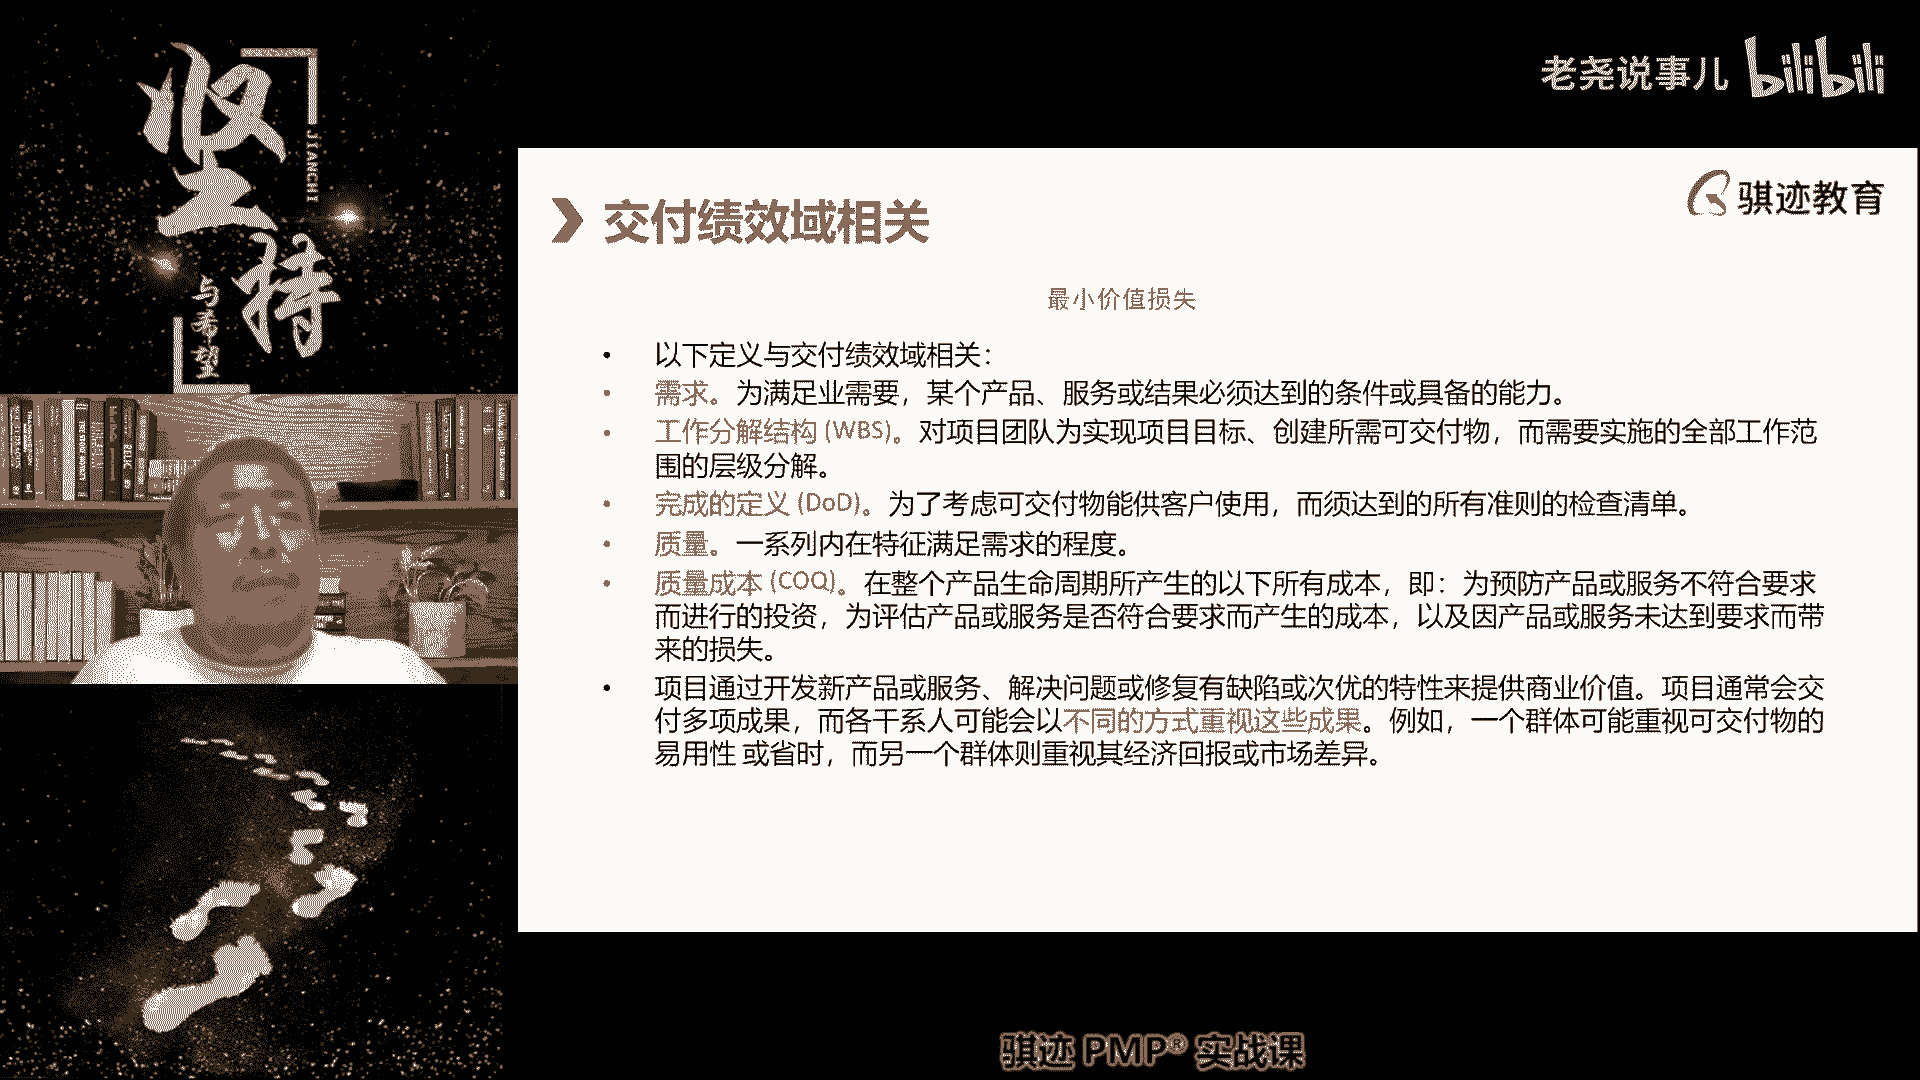 坚持
JIANCHI
与希望
老尧说事儿 bilibili
骐迹教育
交付绩效域相关
最小价值损失
• 以下定义与交付绩效域相关：
• 需求。为满足业需要，某个产品、服务或结果必须达到的条件或具备的能力。
• 工作分解结构 (WBS)。对项目团队为实现项目目标、创建所需可交付物，而需要实施的全部工作范
围的层级分解。
• 完成的定义 (DoD)。为了考虑可交付物能供客户使用，而须达到的所有准则的检查清单。
• 质量。一系列内在特征满足需求的程度。
• 质量成本 (COQ)。在整个产品生命周期所产生的以下所有成本，即：为预防产品或服务不符合要求
而进行的投资，为评估产品或服务是否符合要求而产生的成本，以及因产品或服务未达到要求而带
来的损失。
• 项目通过开发新产品或服务、解决问题或修复有缺陷或次优的特性来提供商业价值。项目通常会交
付多项成果，而各干系人可能会以不同的方式重视这些成果。例如，一个群体可能重视可交付物的
易用性 或省时，而另一个群体则重视其经济回报或市场差异。
骐迹 PMP® 实战课